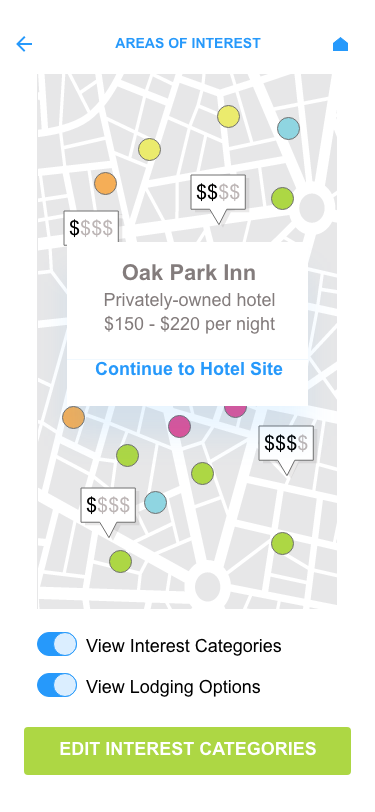 AREAS OF INTEREST
$$$$
$$$$
Oak Park Inn
Privately-owned hotel
$150 - $220 per night
Continue to Hotel Site
$$$$
$$$$
View Interest Categories
View Lodging Options
EDIT INTEREST CATEGORIES